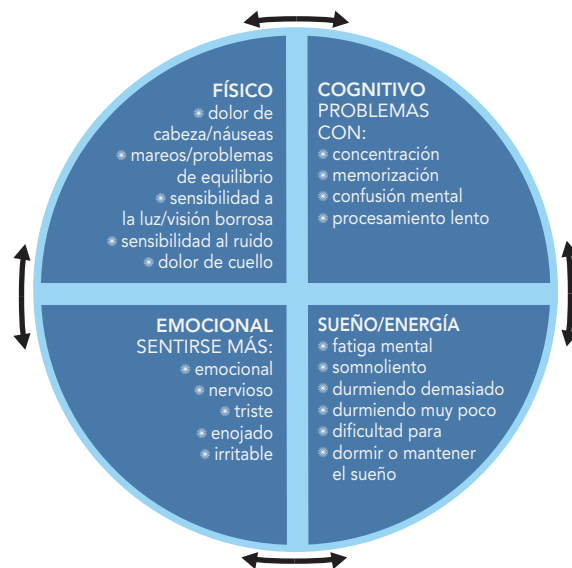 FÍSICO
✺ dolor de
cabeza/náuseas
✺ mareos/problemas
de equilibrio
✺ sensibilidad a
la luz/visión borrosa
✺ sensibilidad al ruido
✺ dolor de cuello
COGNITIVO
PROBLEMAS
CON:
✺ concentración
✺ memorización
✺ confusión mental
✺ procesamiento lento
EMOCIONAL
SENTIRSE MÁS:
✺ emocional
✺ nervioso
✺ triste
✺ enojado
✺ irritable
SUEÑO/ENERGÍA
✺ fatiga mental
✺ somnoliento
✺ durmiendo demasiado
✺ durmiendo muy poco
✺ dificultad para
✺ dormir o mantener
el sueño